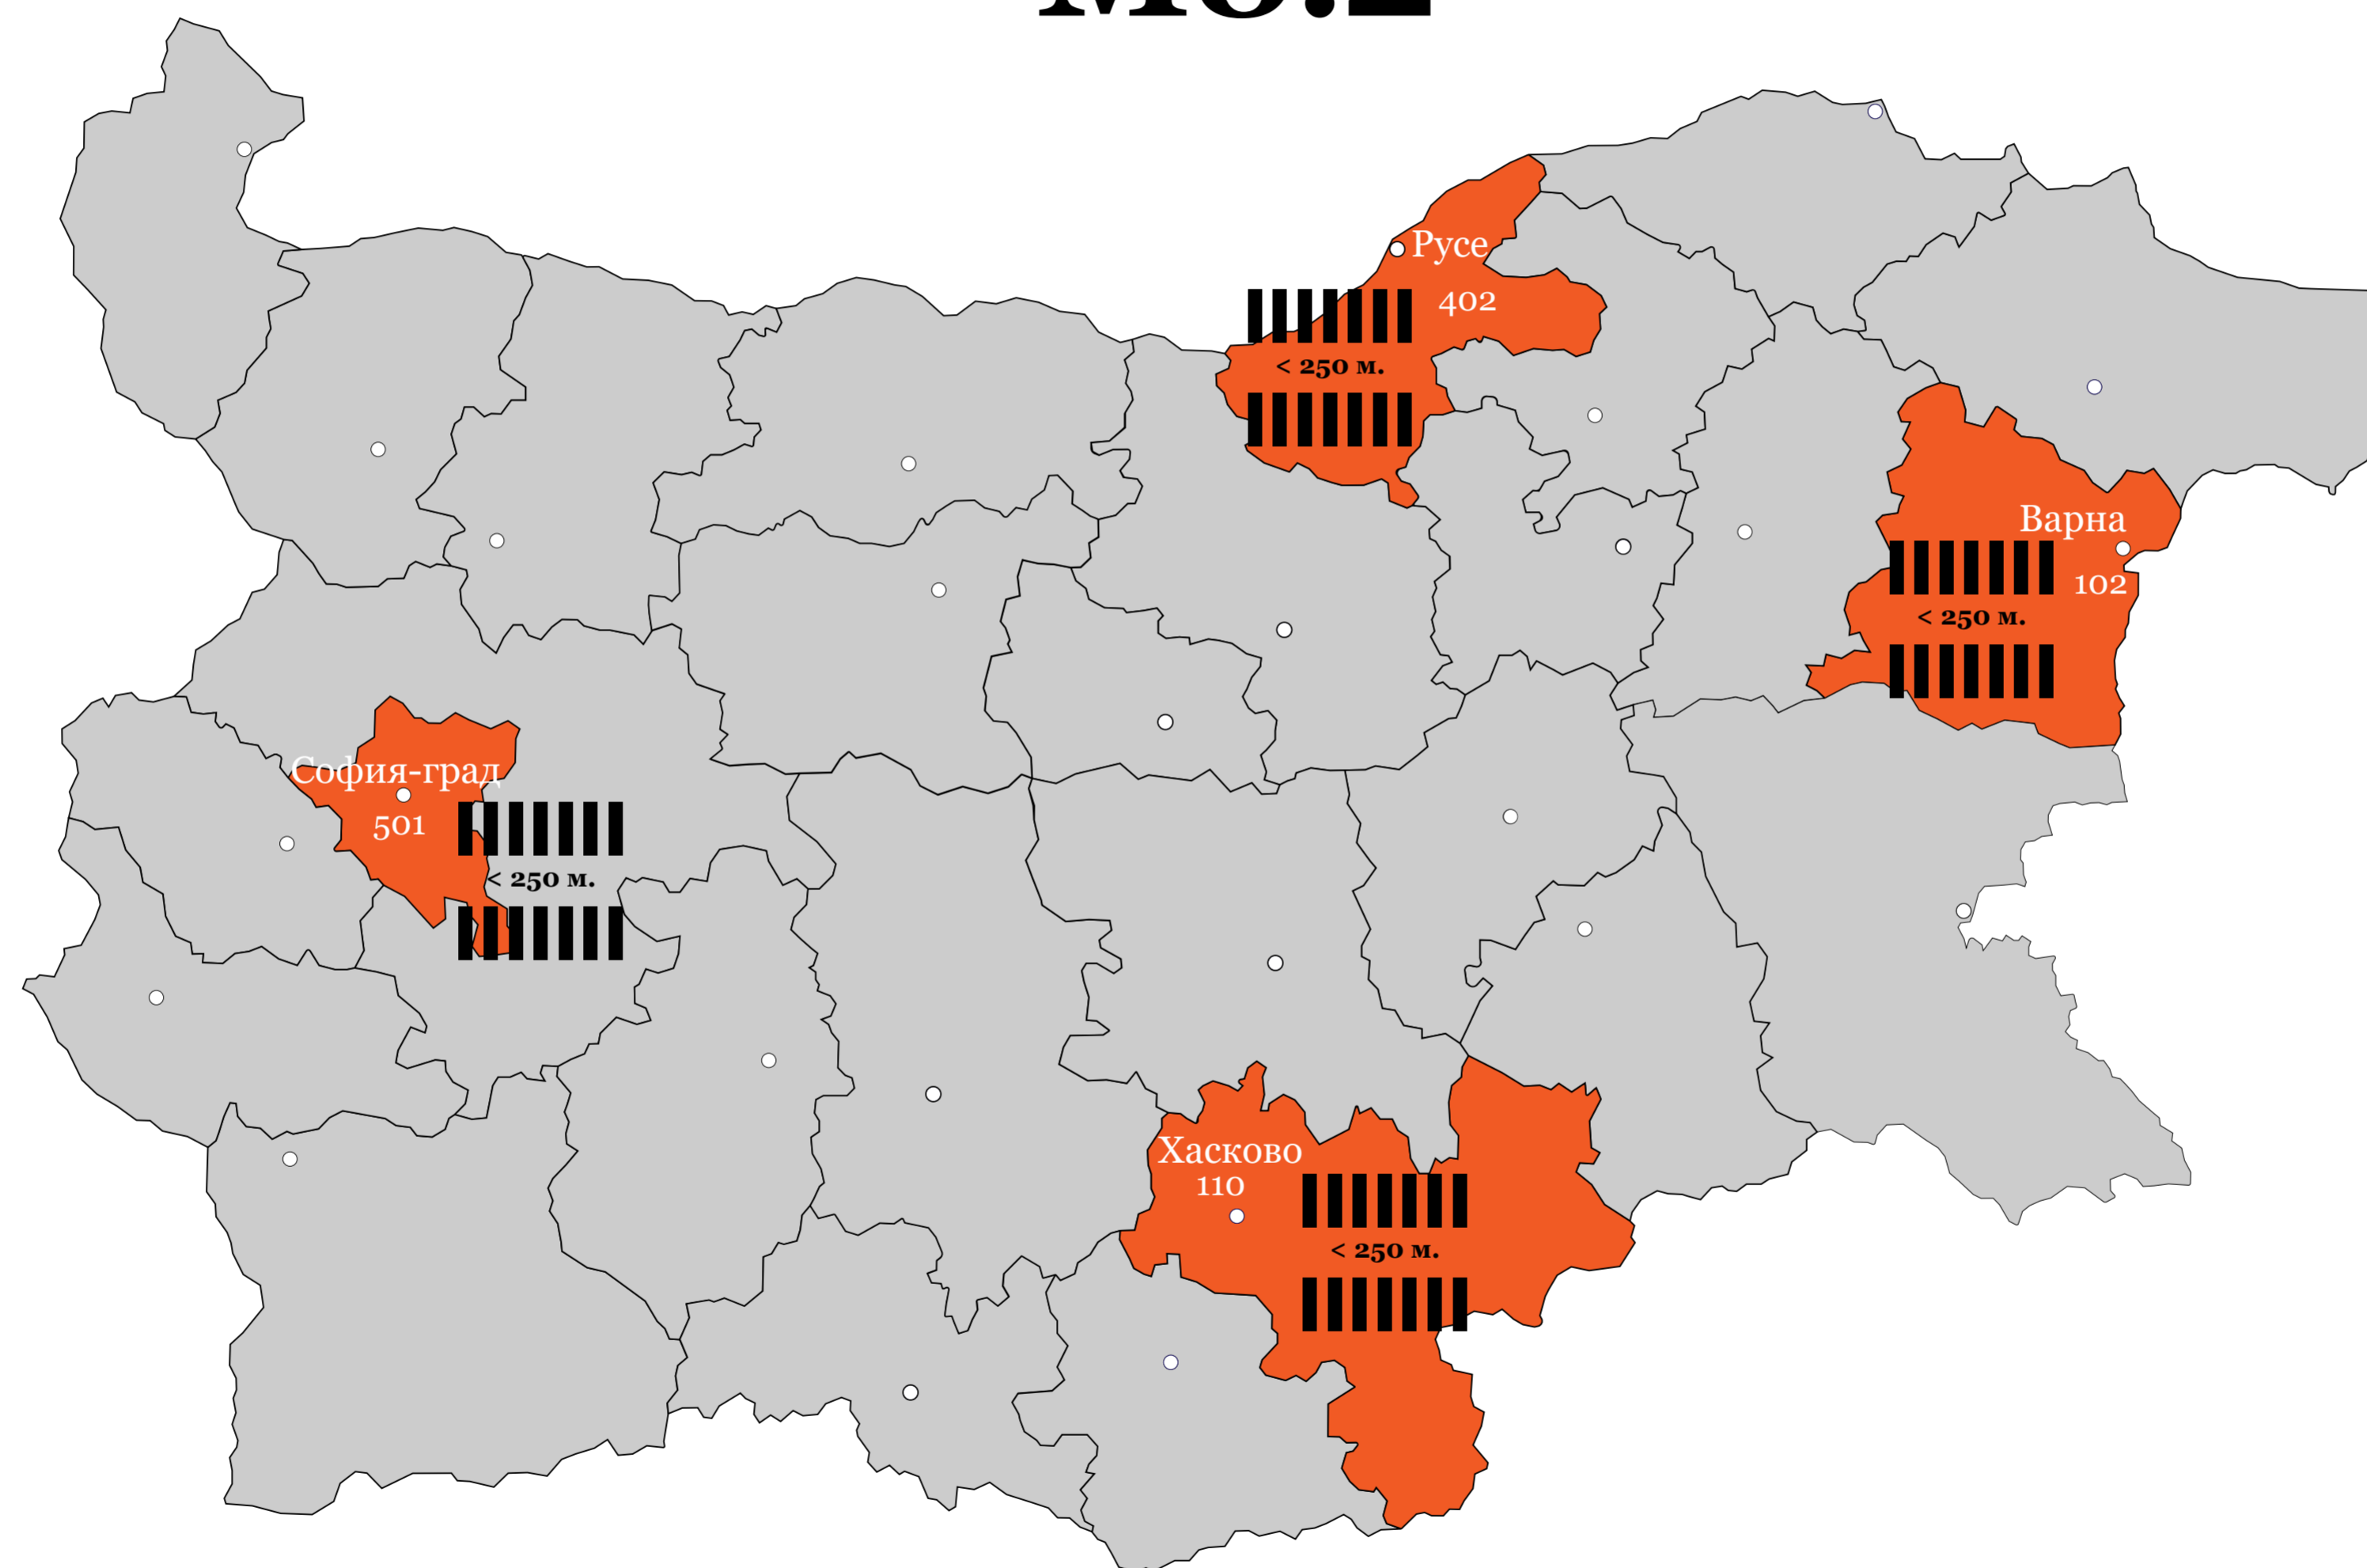 Русе
402
< 250 м.
Варна
102
< 250 м.
София-град
501
< 250 м.
Хасково
110
< 250 м.